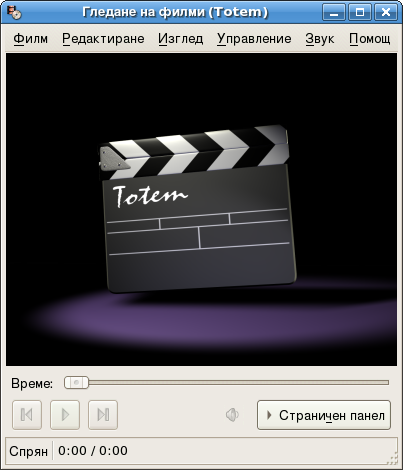 Гледане на филми (Totem)
Филм Редактиране Изглед Управление Звук Помощ
Totem
Време:
Страничен панел
Спрян 0:00 / 0:00